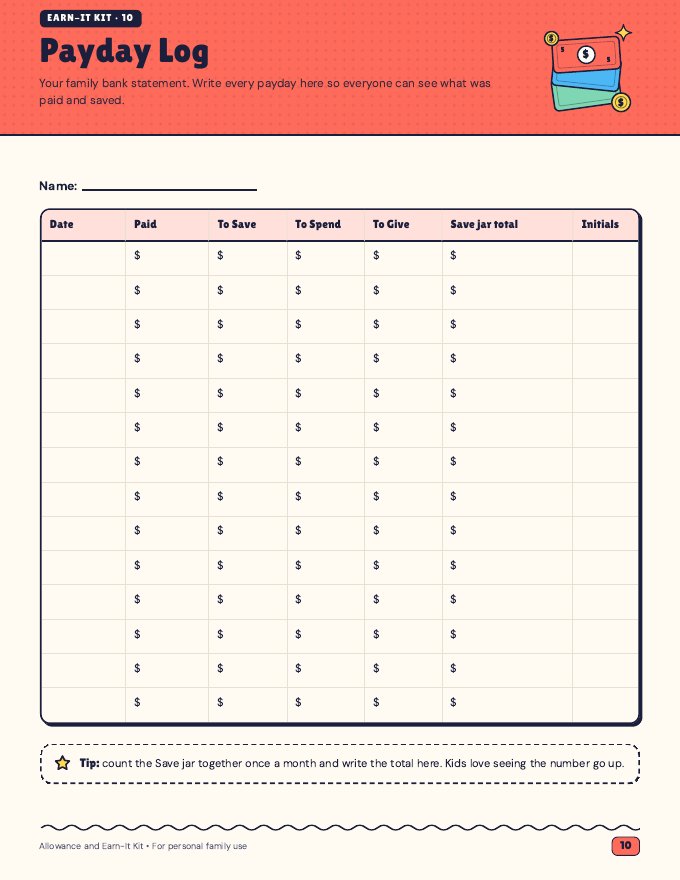 EARN-IT KIT · 10
Payday Log
Your family bank statement. Write every payday here so everyone can see what was
paid and saved.
$ $ $
$
Name:
Date Paid To Save To Spend To Give Save jar total Initials
$ $ $ $ $
$ $ $ $ $
$ $ $ $ $
$ $ $ $ $
$ $ $ $ $
$ $ $ $ $
$ $ $ $ $
$ $ $ $ $
$ $ $ $ $
$ $ $ $ $
$ $ $ $ $
$ $ $ $ $
$ $ $ $ $
$ $ $ $ $
Tip: count the Save jar together once a month and write the total here. Kids love seeing the number go up.
Allowance and Earn-It Kit • For personal family use
10